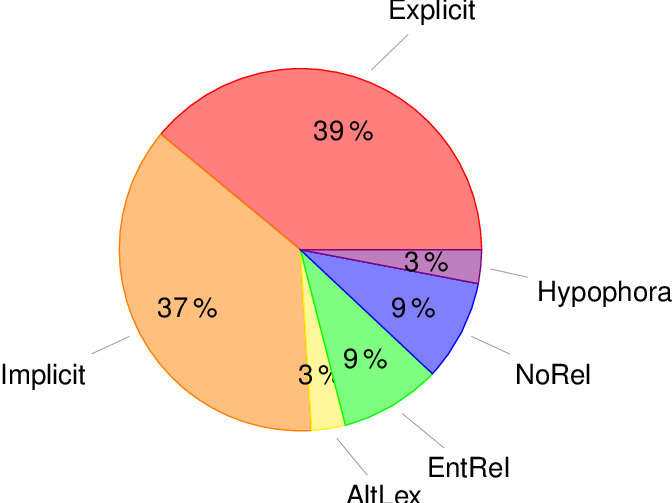 Explicit
39 %
3 %
Hypophora
37 %
9 %
9 %
3 %
Implicit
NoRel
EntRel
AltLex